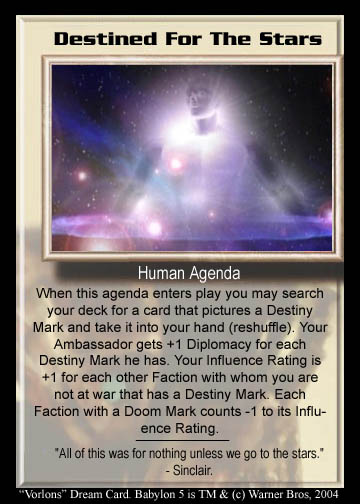 Destined For The Stars
Human Agenda
When this agenda enters play you may search
your deck for a card that pictures a Destiny
Mark and take it into your hand (reshuffle). Your
Ambassador gets +1 Diplomacy for each
Destiny Mark he has. Your Influence Rating is
+1 for each other Faction with whom you are
not at war that has a Destiny Mark. Each
Faction with a Doom Mark counts -1 to its Influ-
ence Rating.
"All of this was for nothing unless we go to the stars."
- Sinclair.
“Vorlons” Dream Card. Babylon 5 is TM & (c) Warner Bros, 2004